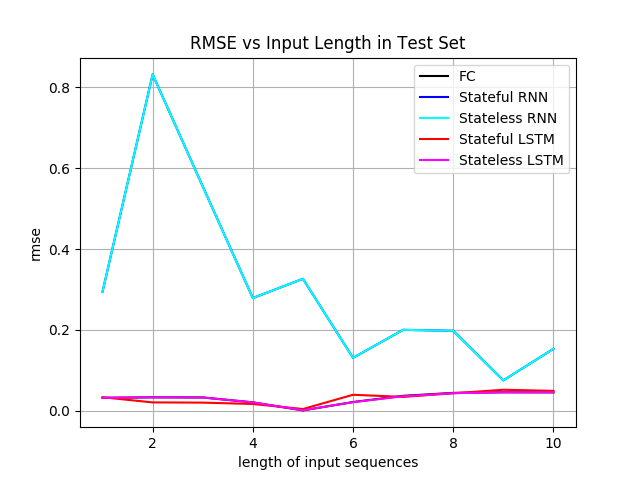 RMSE vs Input Length in Test Set
FC
Stateful RNN
Stateless RNN
Stateful LSTM
Stateless LSTM
rmse
0.8
0.6
0.4
0.2
0.0
2 4 6 8 10
length of input sequences